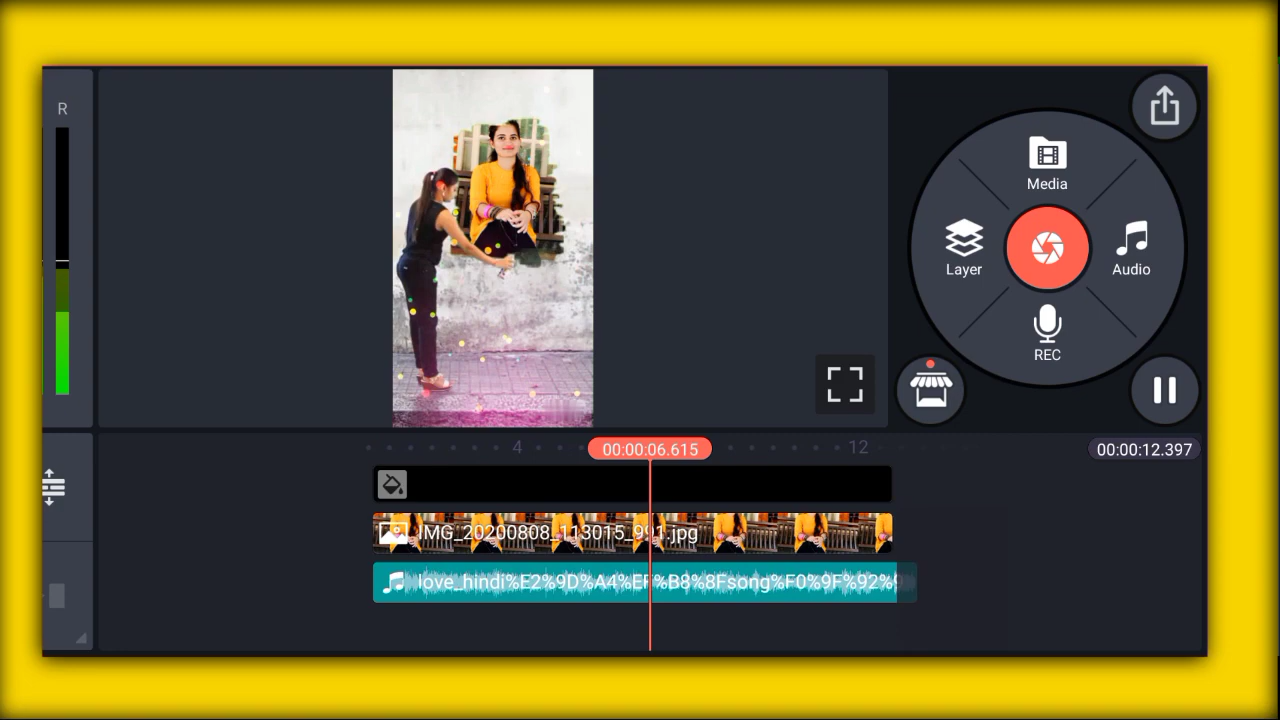 R
Media
Layer
Audio
REC
4
00:00:06.615
12
00:00:12.397
IMG_20200808_113015_991.jpg
love_hindi%E2%9D%A4%EF%B8%8Fsong%F0%9F%92%9